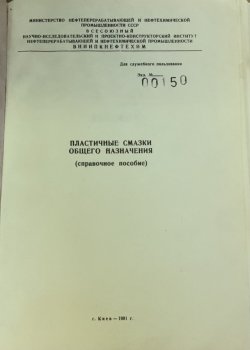 МИНИСТЕРСТВО НЕФТЕПЕРЕРАБАТЫВАЮЩЕЙ И НЕФТЕХИМИЧЕСКОЙ
ПРОМЫШЛЕННОСТИ СССР
ВСЕСОЮЗНЫЙ
НАУЧНО-ИССЛЕДОВАТЕЛЬСКИЙ И ПРОЕКТНО-КОНСТРУКТОРСКИЙ ИНСТИТУТ
НЕФТЕПЕРЕРАБАТЫВАЮЩЕЙ И НЕФТЕХИМИЧЕСКОЙ ПРОМЫШЛЕННОСТИ
ВНИИПКНЕФТЕХИМ
Для служебного пользования
Экз. №
00150
ПЛАСТИЧНЫЕ СМАЗКИ
ОБЩЕГО НАЗНАЧЕНИЯ
(справочное пособие)
г. Киев — 1981 г.